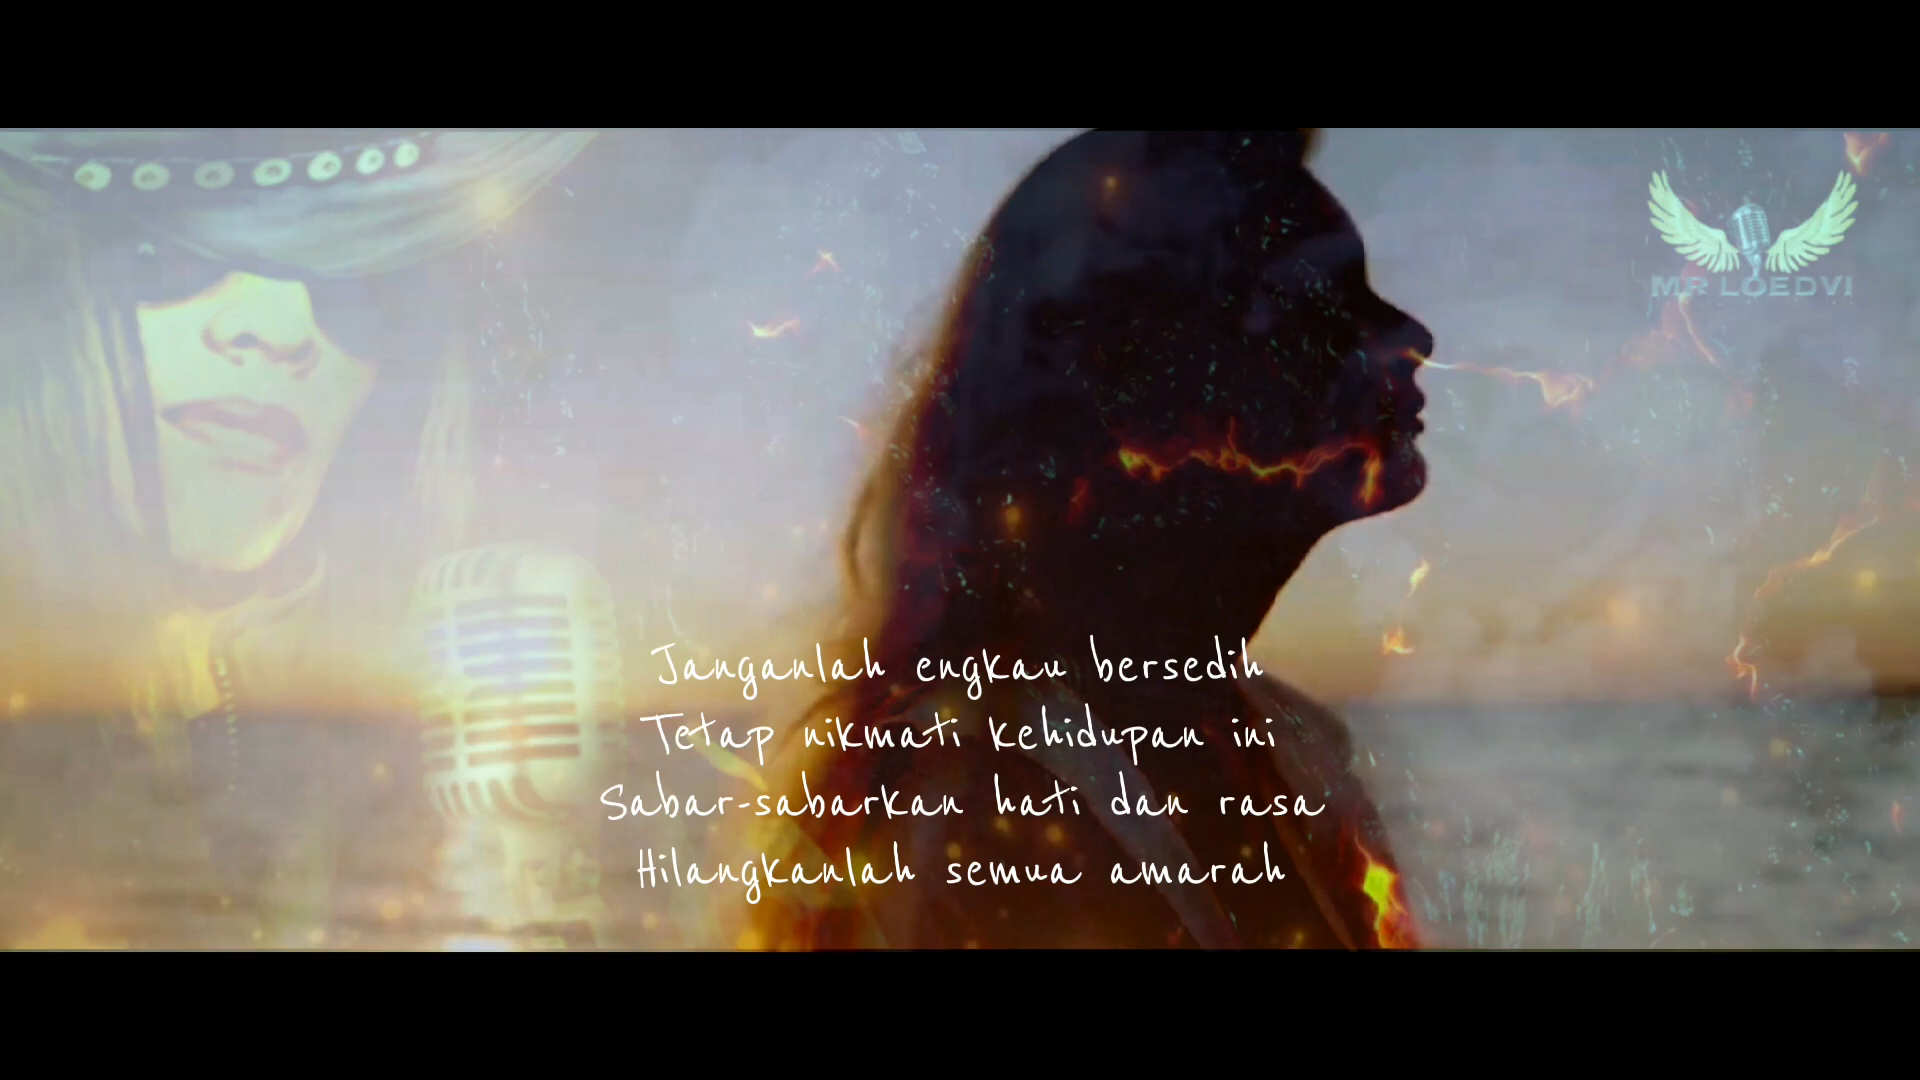 MR LOEDVI
Janganlah engkau bersedih
Tetap nikmati kehidupan ini
Sabar-sabarkan hati dan rasa
Hilangkanlah semua amarah